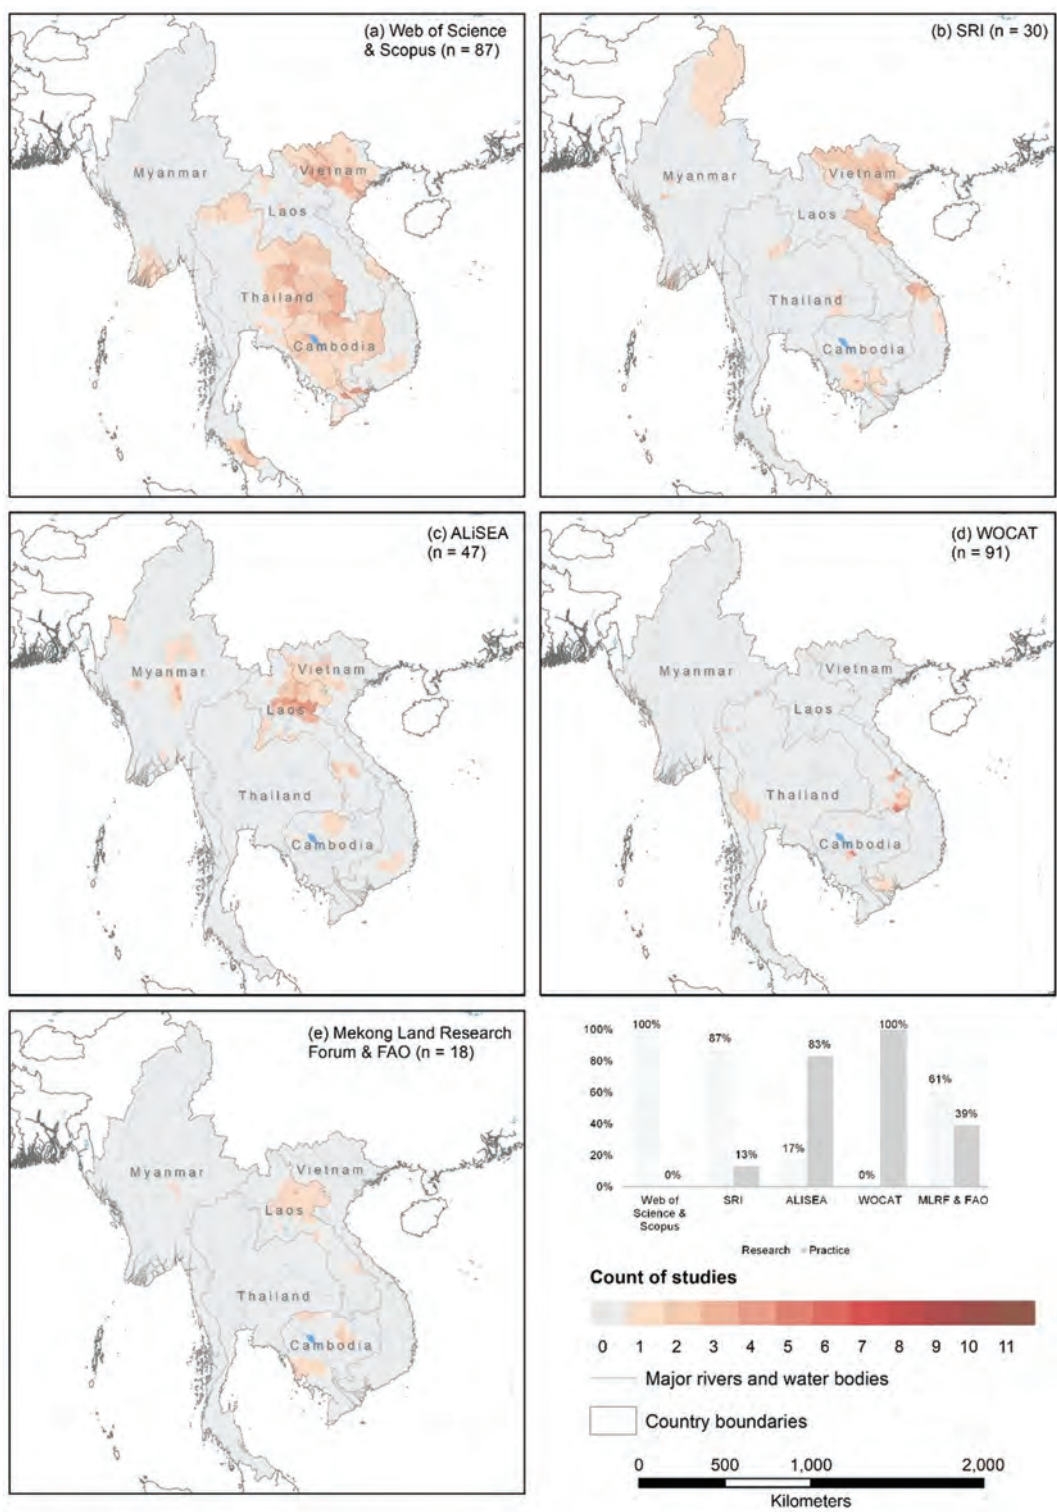 (a) Web of Science
& Scopus (n = 87)
Myanmar
Vietnam
Laos
Thailand
Cambodia
(b) SRI (n = 30)
Myanmar
Vietnam
Laos
Thailand
Cambodia
(c) ALiSEA
(n = 47)
Myanmar
Vietnam
Laos
Thailand
Cambodia
(d) WOCAT
(n = 91)
Myanmar
Vietnam
Laos
Thailand
Cambodia
(e) Mekong Land Research
Forum & FAO (n = 18)
Myanmar
Vietnam
Laos
Thailand
Cambodia
100% 100% 100%
87% 83%
80%
61%
60%
40% 39%
20% 17% 13%
0% 0% 0%
Web of SRI ALISEA WOCAT MLRF & FAO
Science &
Scopus
Research Practice
Count of studies
0 1 2 3 4 5 6 7 8 9 10 11
Major rivers and water bodies
Country boundaries
0 500 1,000 2,000
Kilometers